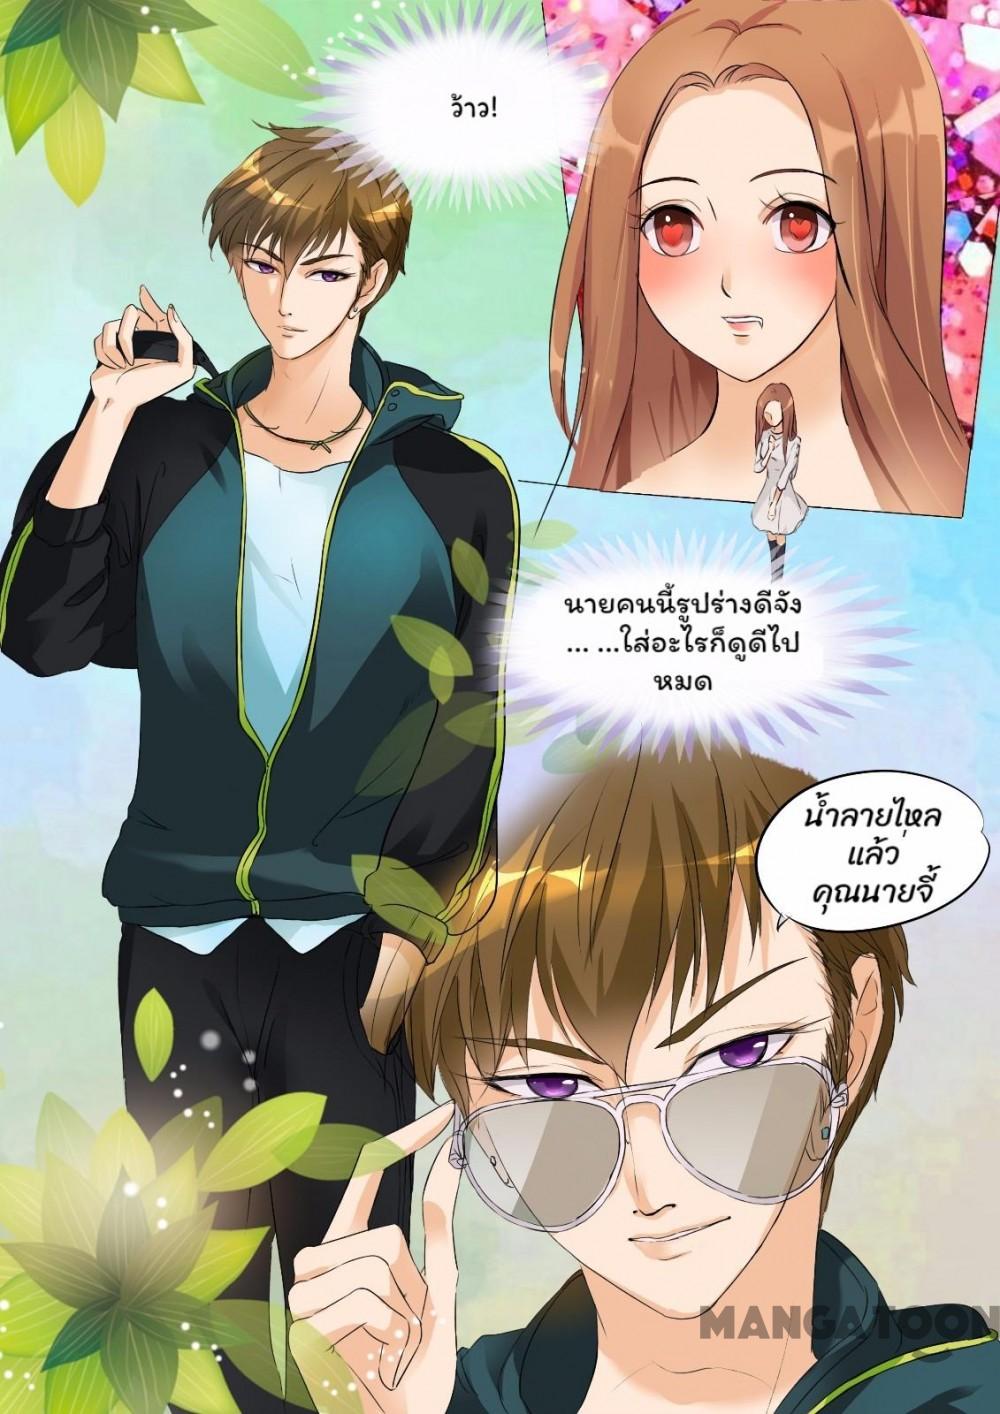 ว้าว!
นายคนนี้รูปร่างดีจัง
... ...ใส่อะไรก็ดูดีไป
หมด
น้ำลายไหล
แล้ว
คุณนายจี้
MANGATOON